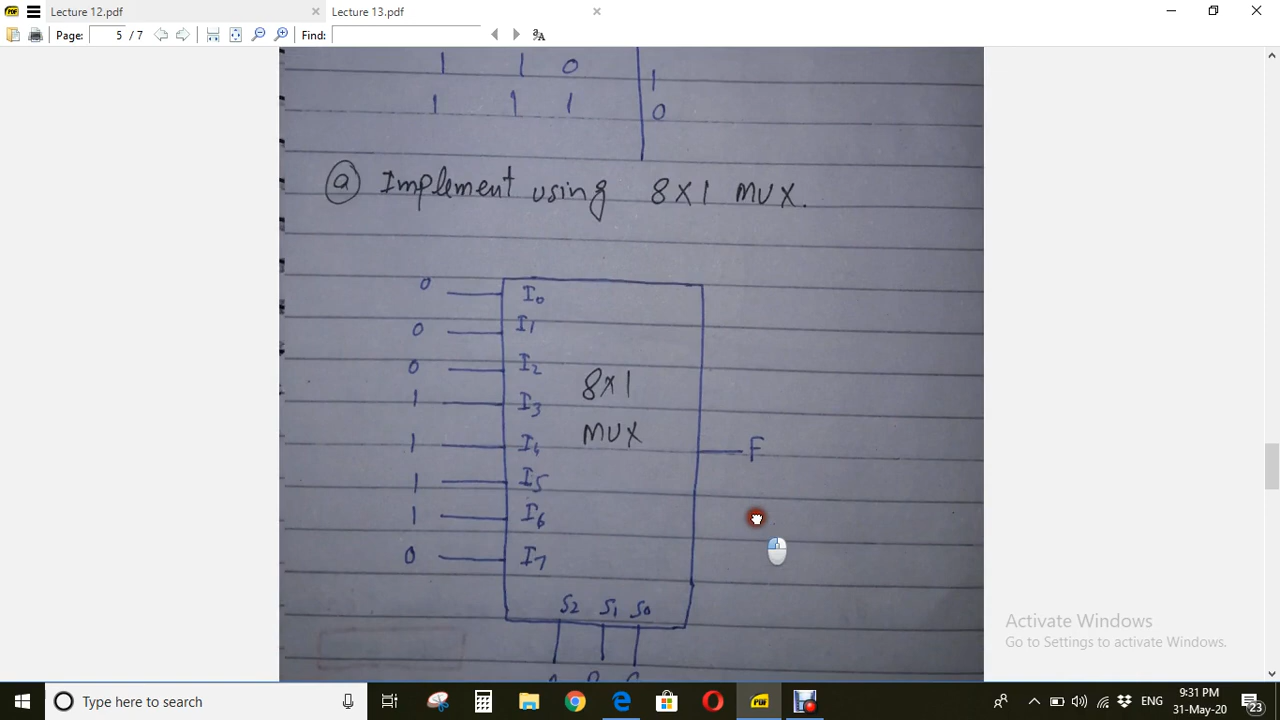 Lecture 12.pdf
Lecture 13.pdf
Page: 5 / 7
Find:
1 1 0 1
1 1 1 0
(a) Implement using 8X1 MUX.
0 I0
0 I1
0 I2
1 I3
8X1
MUX
1 I4
F
1 I5
1 I6
0 I7
S2 S1 S0
Activate Windows
Go to Settings to activate Windows.
Type here to search
ENG
9:31 PM
31-May-20
23